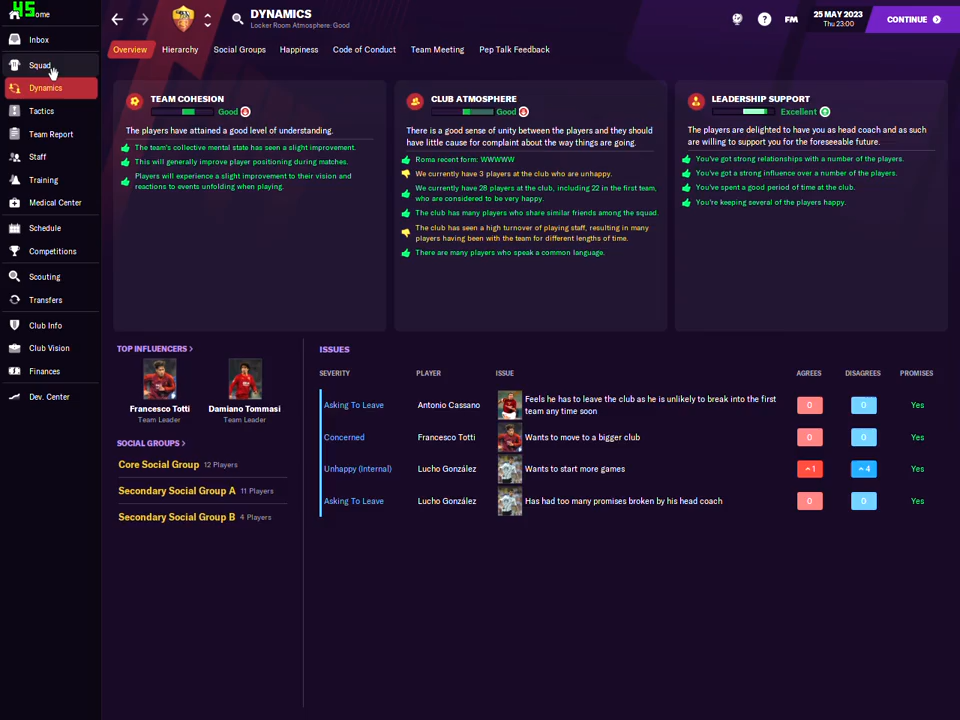 45
ome
Inbox
Squad
Dynamics
Tactics
Team Report
Staff
Training
Medical Center
Schedule
Competitions
Scouting
Transfers
Club Info
Club Vision
Finances
Dev. Center
DYNAMICS
Locker Room Atmosphere: Good
FM
25 MAY 2023
Thu 23:00
CONTINUE
Overview
Hierarchy
Social Groups
Happiness
Code of Conduct
Team Meeting
Pep Talk Feedback
TEAM COHESION
Good
The players have attained a good level of understanding.
The team's collective mental state has seen a slight improvement.
This will generally improve player positioning during matches.
Players will experience a slight improvement to their vision and
reactions to events unfolding when playing.
CLUB ATMOSPHERE
Good
There is a good sense of unity between the players and they should
have little cause for complaint about the way things are going.
Roma recent form: WWWWW
We currently have 3 players at the club who are unhappy.
We currently have 28 players at the club, including 22 in the first team,
who are considered to be very happy.
The club has many players who share similar friends among the squad.
The club has seen a high turnover of playing staff, resulting in many
players having been with the team for different lengths of time.
There are many players who speak a common language.
LEADERSHIP SUPPORT
Excellent
The players are delighted to have you as head coach and as such
are willing to support you for the foreseeable future.
You've got strong relationships with a number of the players.
You've got a strong influence over a number of the players.
You've spent a good period of time at the club.
You're keeping several of the players happy.
TOP INFLUENCERS >
Francesco Totti
Team Leader
Damiano Tommasi
Team Leader
SOCIAL GROUPS >
Core Social Group 12 Players
Secondary Social Group A 11 Players
Secondary Social Group B 4 Players
ISSUES
SEVERITY PLAYER ISSUE AGREES DISAGREES PROMISES
Asking To Leave Antonio Cassano Feels he has to leave the club as he is unlikely to break into the first
team any time soon 0 0 Yes
Concerned Francesco Totti Wants to move to a bigger club 0 0 Yes
Unhappy (Internal) Lucho González Wants to start more games 1 4 Yes
Asking To Leave Lucho González Has had too many promises broken by his head coach 0 0 Yes